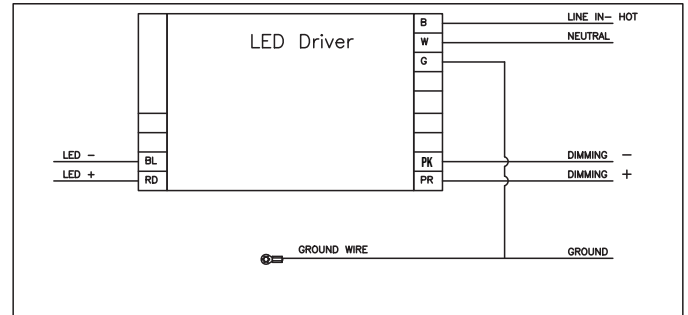 B LINE IN- HOT
LED Driver W NEUTRAL
G
LED - BL PK DIMMING -
LED + RD PR DIMMING +
GROUND WIRE GROUND